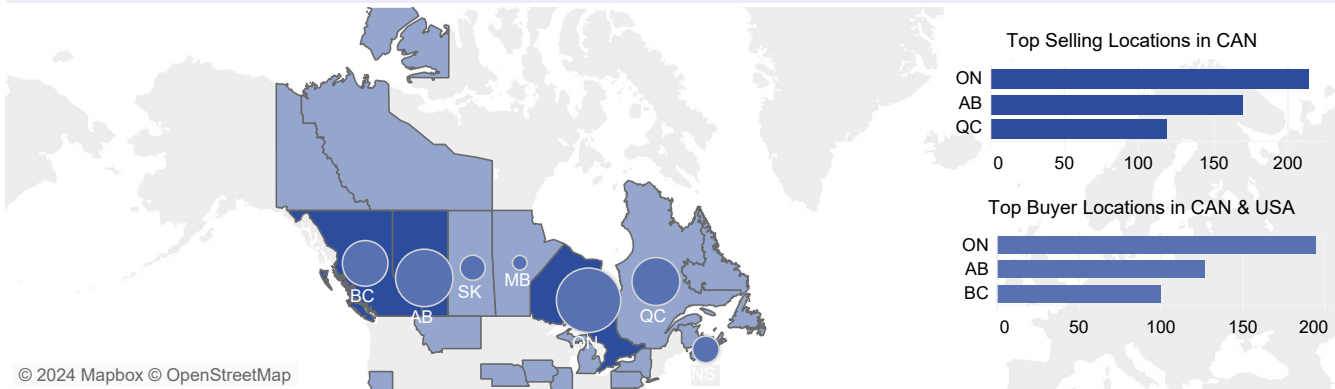 BC
AB
SK
MB
ON
QC
NS
© 2024 Mapbox © OpenStreetMap
Top Selling Locations in CAN
ON
AB
QC
0 50 100 150 200
Top Buyer Locations in CAN & USA
ON
AB
BC
0 50 100 150 200